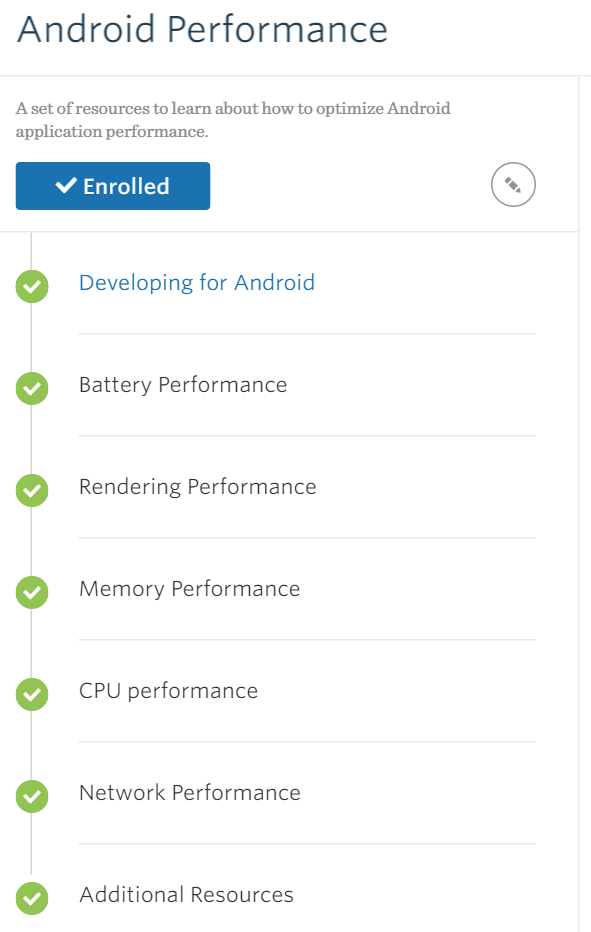 Android Performance
A set of resources to learn about how to optimize Android
application performance.
Enrolled
Developing for Android
Battery Performance
Rendering Performance
Memory Performance
CPU performance
Network Performance
Additional Resources